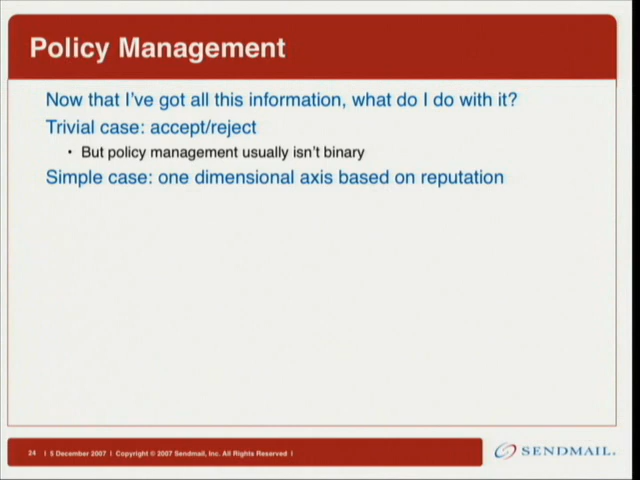 Policy Management
Now that I've got all this information, what do I do with it?
Trivial case: accept/reject
• But policy management usually isn't binary
Simple case: one dimensional axis based on reputation
24 | 5 December 2007 | Copyright © 2007 Sendmail, Inc. All Rights Reserved |
SENDMAIL.